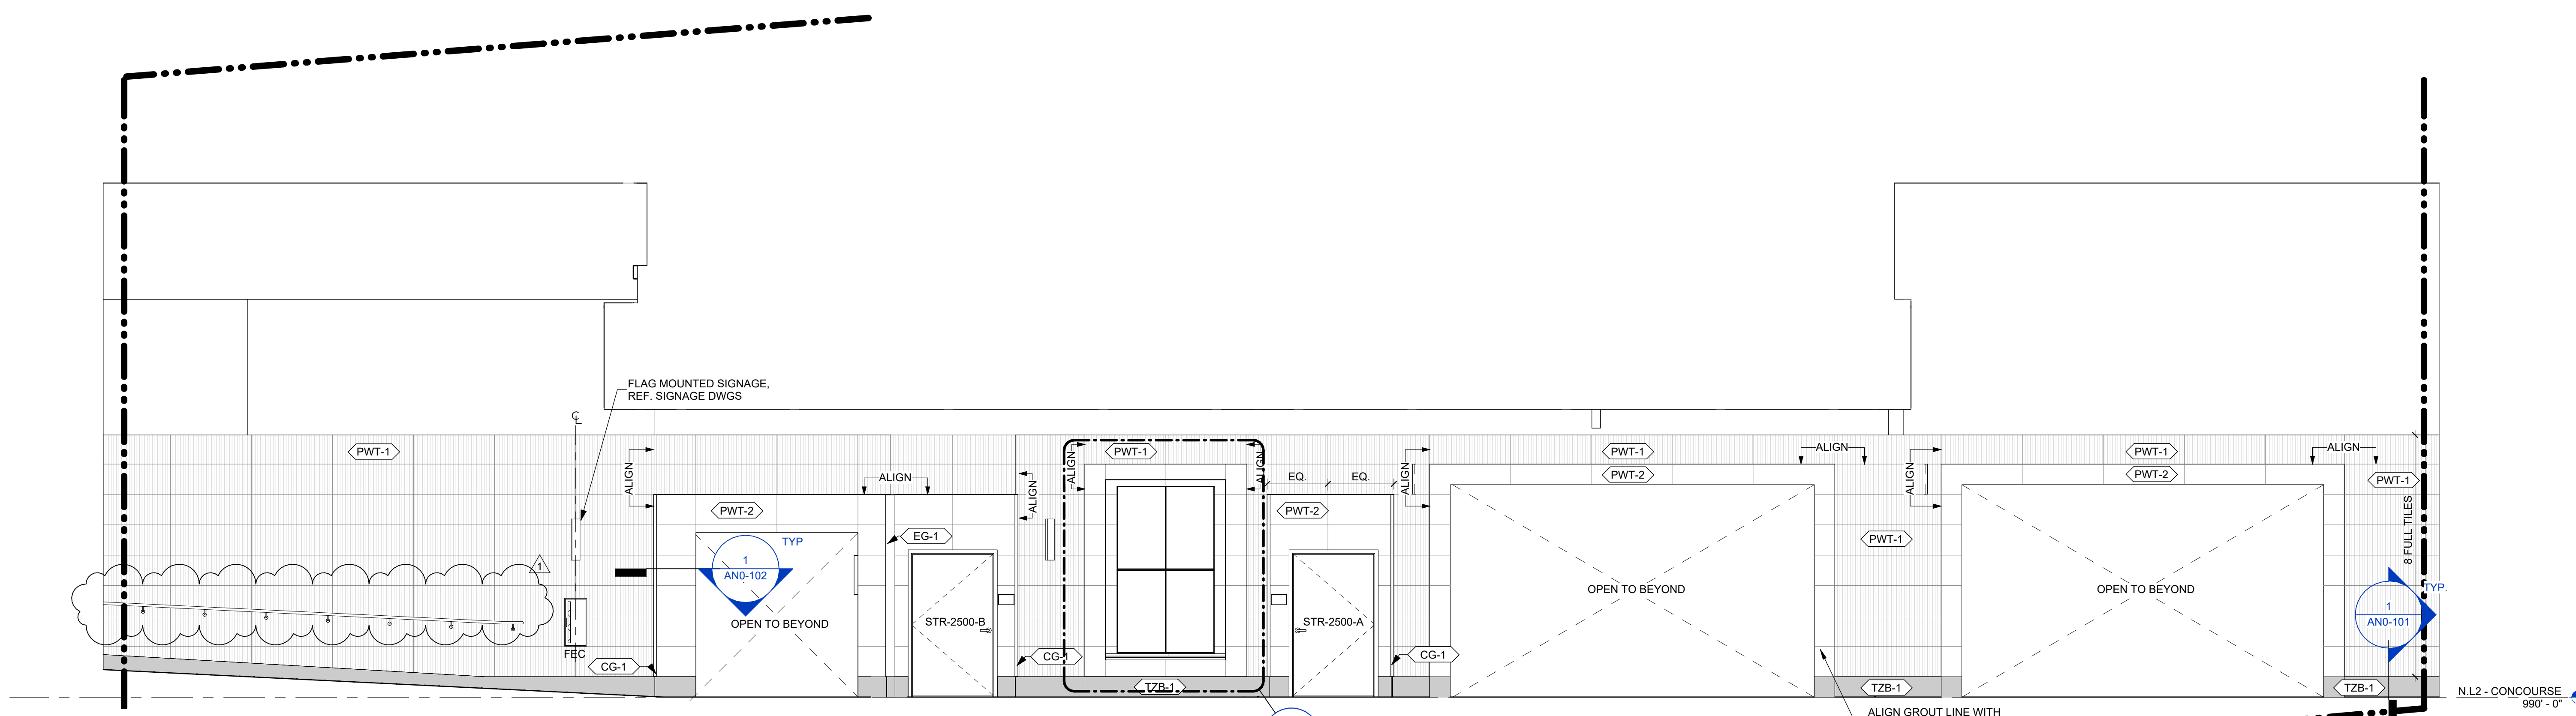 FLAG MOUNTED SIGNAGE,
REF. SIGNAGE DWGS
℄
PWT-1
ALIGN
PWT-2
ALIGN
EG-1
1
TYP
1
AN0-102
OPEN TO BEYOND
FEC
CG-1
STR-2500-B
ALIGN
CG-1
ALIGN
PWT-1
ALIGN
TZB-1
EQ.
EQ.
PWT-2
STR-2500-A
CG-1
ALIGN
PWT-1
PWT-2
ALIGN
OPEN TO BEYOND
ALIGN
PWT-1
TZB-1
ALIGN GROUT LINE WITH
PWT-1
PWT-2
ALIGN
OPEN TO BEYOND
PWT-1
8 FULL TILES
1
AN0-101
TYP.
TZB-1
N.L2 - CONCOURSE
990' - 0"